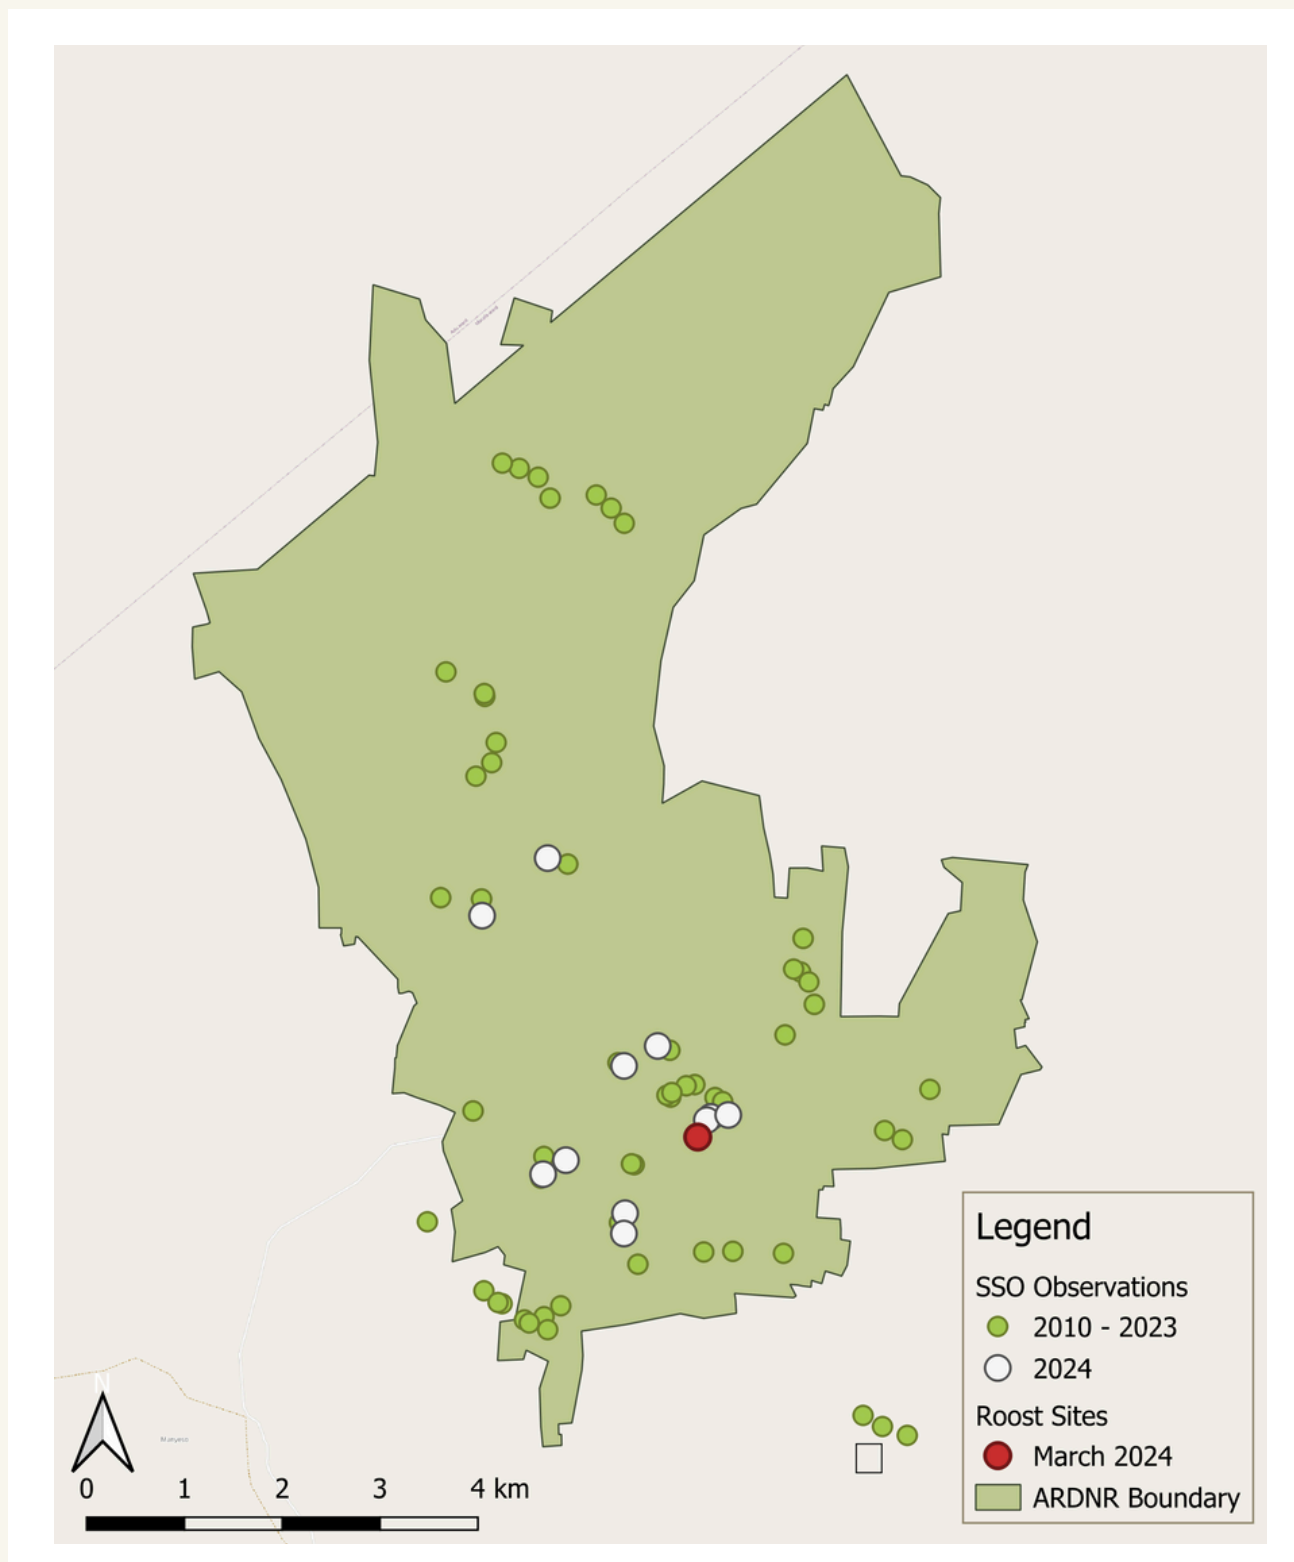 Legend
SSO Observations
2010 - 2023
2024
Roost Sites
March 2024
ARDNR Boundary
N
0 1 2 3 4 km